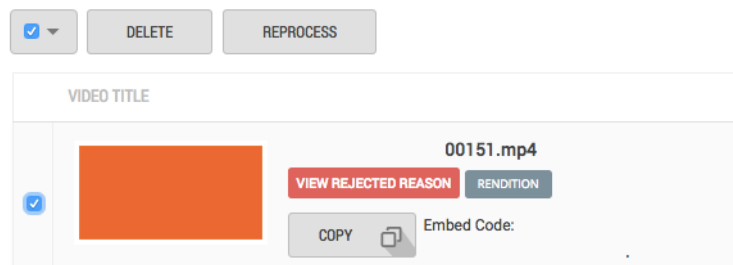 DELETE REPROCESS
VIDEO TITLE
00151.mp4
VIEW REJECTED REASON RENDITION
COPY Embed Code: